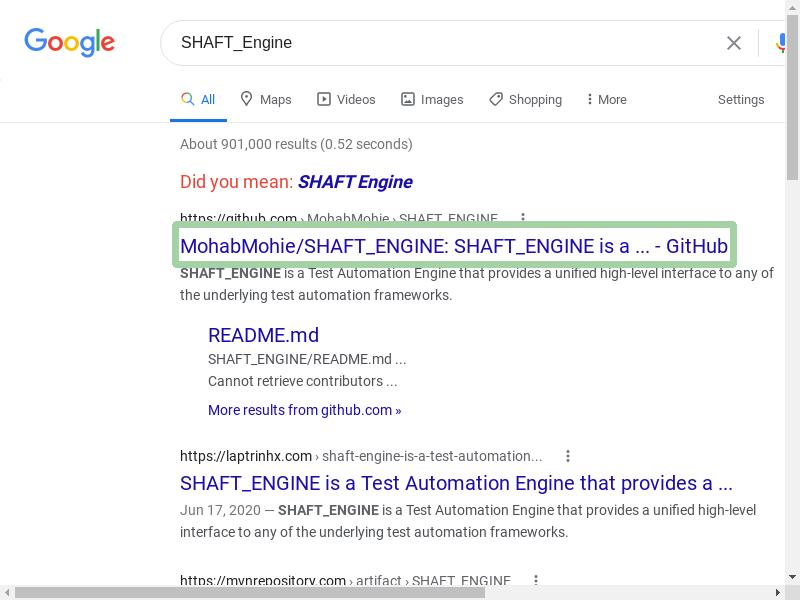 Google
SHAFT_Engine
All Maps Videos Images Shopping More Settings
About 901,000 results (0.52 seconds)
Did you mean: SHAFT Engine
https://github.com › MohabMohie › SHAFT_ENGINE
MohabMohie/SHAFT_ENGINE: SHAFT_ENGINE is a ... - GitHub
SHAFT_ENGINE is a Test Automation Engine that provides a unified high-level interface to any of
the underlying test automation frameworks.
README.md
SHAFT_ENGINE/README.md ...
Cannot retrieve contributors ...
More results from github.com »
https://laptrinhx.com › shaft-engine-is-a-test-automation...
SHAFT_ENGINE is a Test Automation Engine that provides a ...
Jun 17, 2020 — SHAFT_ENGINE is a Test Automation Engine that provides a unified high-level
interface to any of the underlying test automation frameworks.
https://mvnrepository.com › artifact › SHAFT_ENGINE